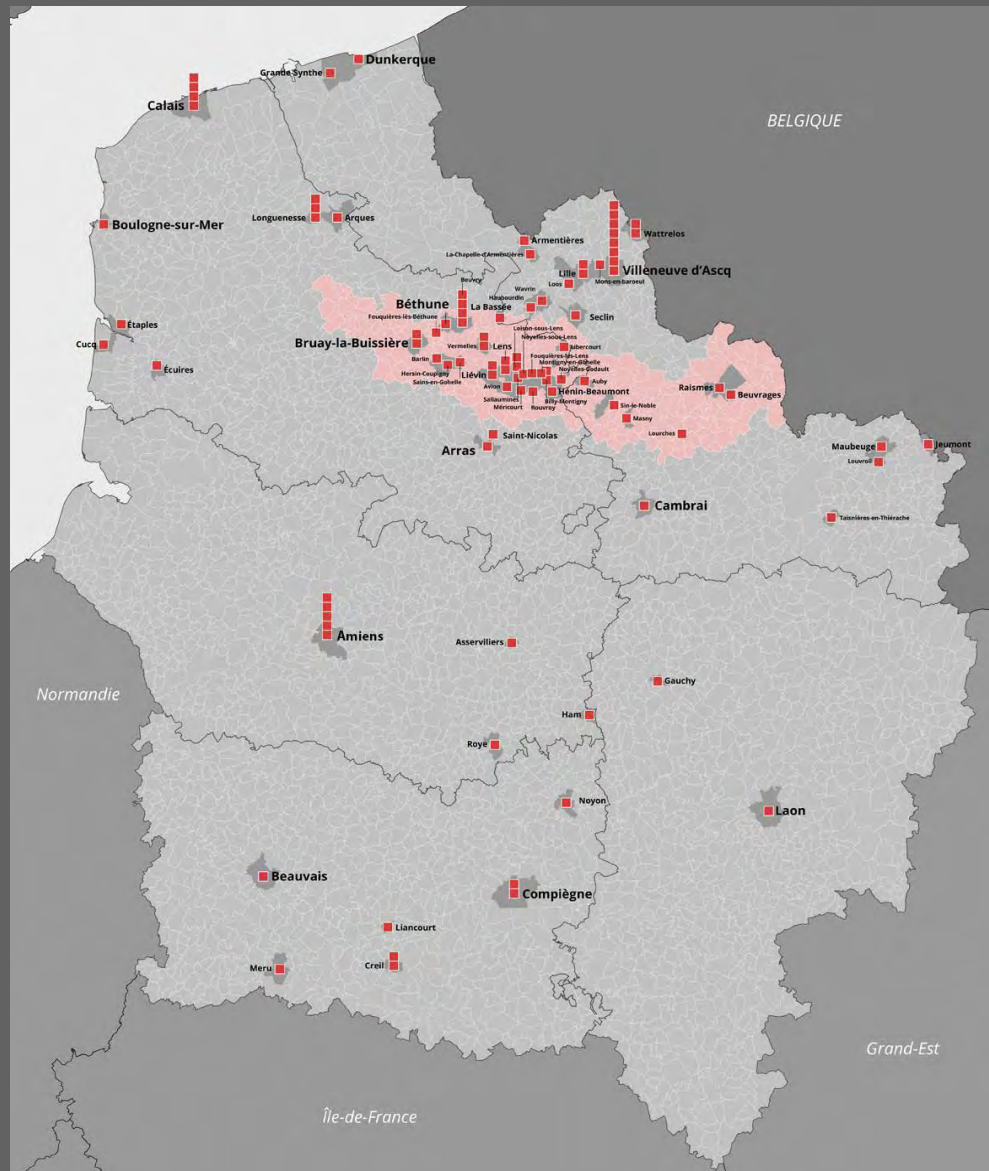 Dunkerque
Grande Synthe
Calais
BELGIQUE
Longuenesse
Arques
Boulogne-sur-Mer
Wattrelos
Armentières
La-Chapelle-d'Armentières
Lille
Villeneuve d'Ascq
Mons-en-baroeul
Loos
Beuvry
Wavrin
Haubourdin
Béthune
La Bassée
Fouquières-lès-Béthune
Seclin
Étaples
Loison-sous-Lens
Noyelles-sous-Lens
Cucq
Bruay-la-Buissière
Vermelles
Lens
Libercourt
Fouquières-lès-Lens
Barlin
Montigny-en-Gohelle
Écuires
Hersin-Coupigny
Liévin
Noyelles-Godault
Sains-en-Gohelle
Auby
Avion
Hénin-Beaumont
Raismes
Beuvrages
Sallaumines
Billy-Montigny
Méricourt
Rouvroy
Sin-le-Noble
Masny
Lourches
Saint-Nicolas
Arras
Maubeuge
Jeumont
Louvroil
Cambrai
Taisnières-en-Thiérache
Amiens
Asservillers
Gauchy
Normandie
Ham
Roye
Noyon
Laon
Beauvais
Compiègne
Liancourt
Creil
Meru
Grand-Est
Île-de-France